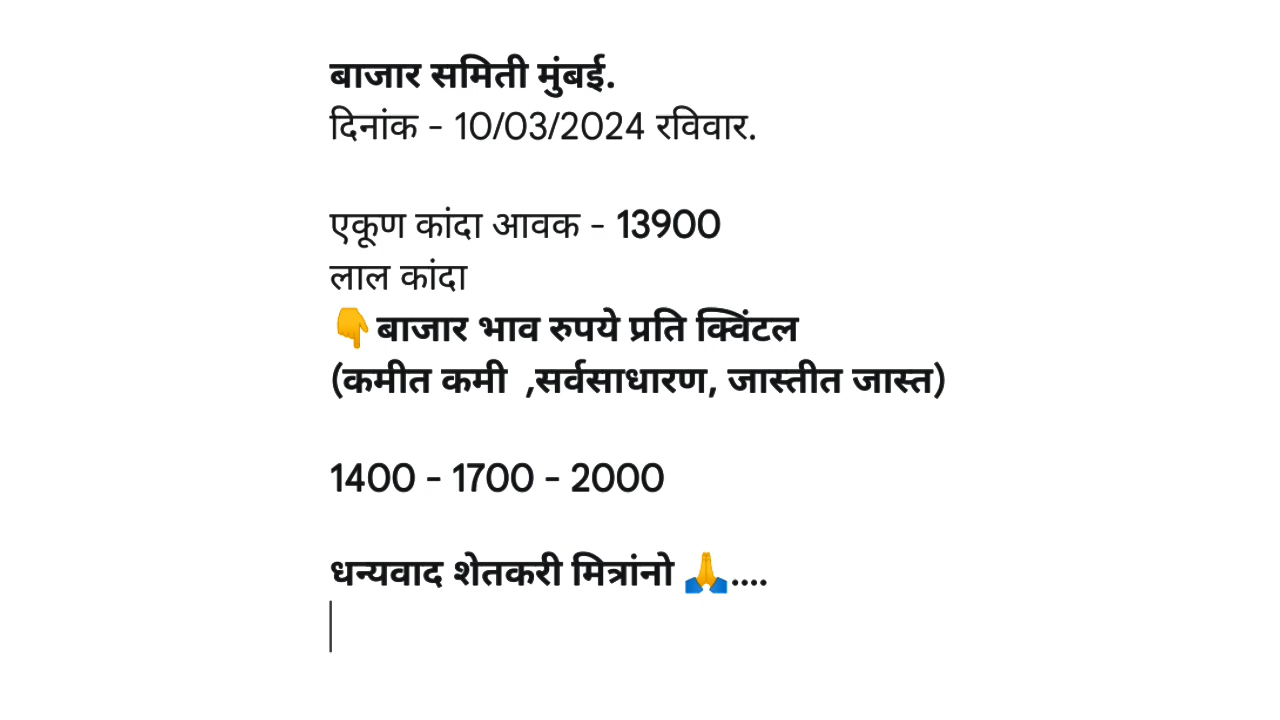 बाजार समिती मुंबई.
दिनांक - 10/03/2024 रविवार.
एकूण कांदा आवक - 13900
लाल कांदा
👇बाजार भाव रुपये प्रति क्विंटल
(कमीत कमी ,सर्वसाधारण, जास्तीत जास्त)
1400 - 1700 - 2000
धन्यवाद शेतकरी मित्रांनो 🙏....